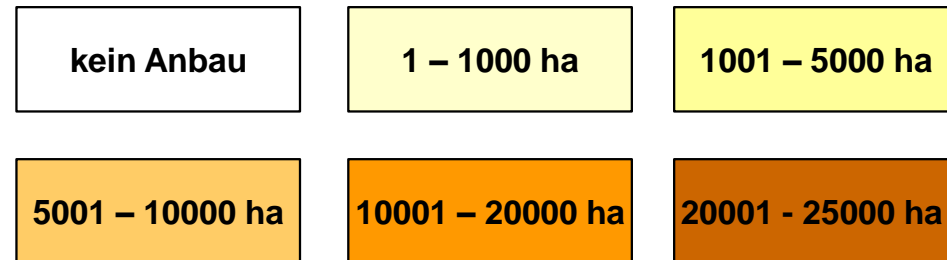 kein Anbau
1 – 1000 ha
1001 – 5000 ha
5001 – 10000 ha
10001 – 20000 ha
20001 - 25000 ha